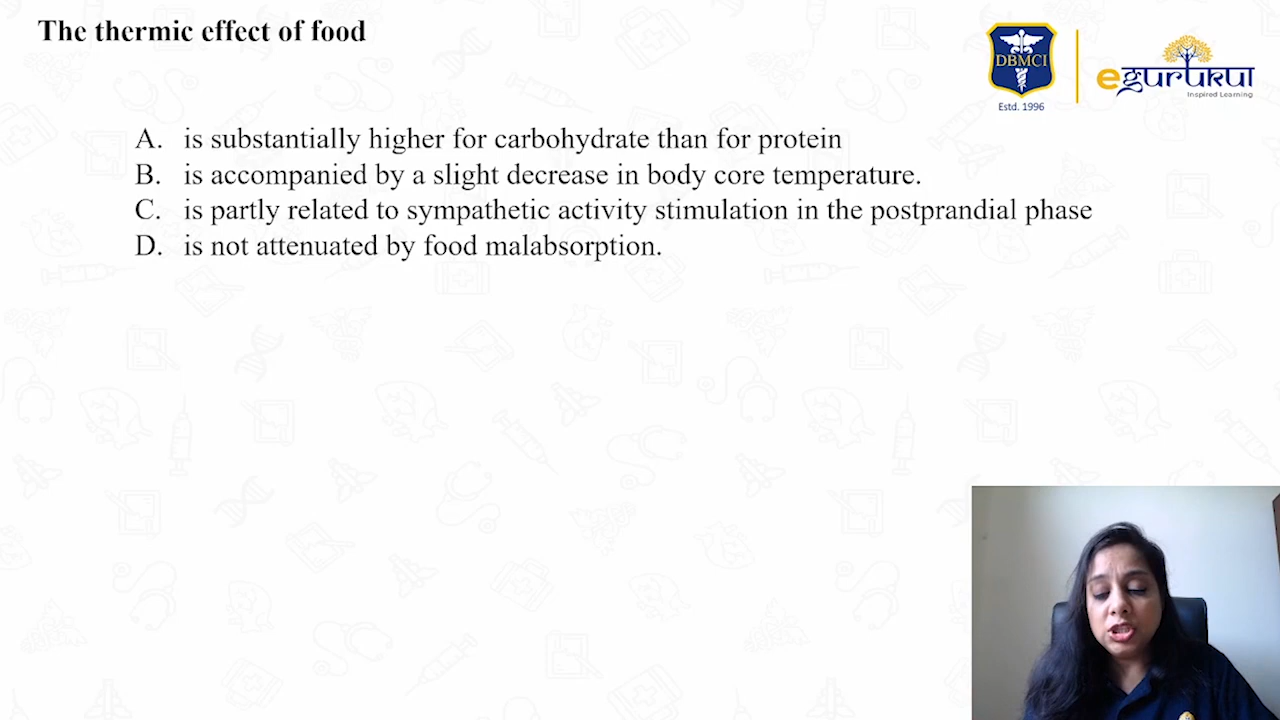 The thermic effect of food
DBMCI
Estd. 1996
egurukul
Inspired Learning
A. is substantially higher for carbohydrate than for protein
B. is accompanied by a slight decrease in body core temperature.
C. is partly related to sympathetic activity stimulation in the postprandial phase
D. is not attenuated by food malabsorption.